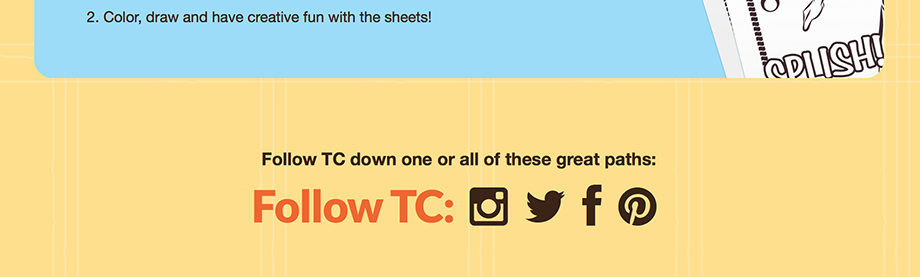 2. Color, draw and have creative fun with the sheets!
SPLISH!
Follow TC down one or all of these great paths:
Follow TC: